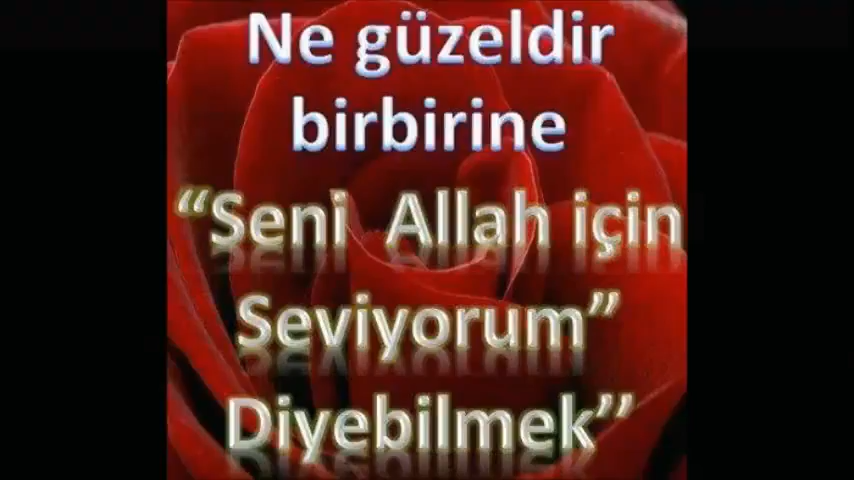 Ne güzeldir
birbirine
“Seni Allah için
Seviyorum”
Diyebilmek’’